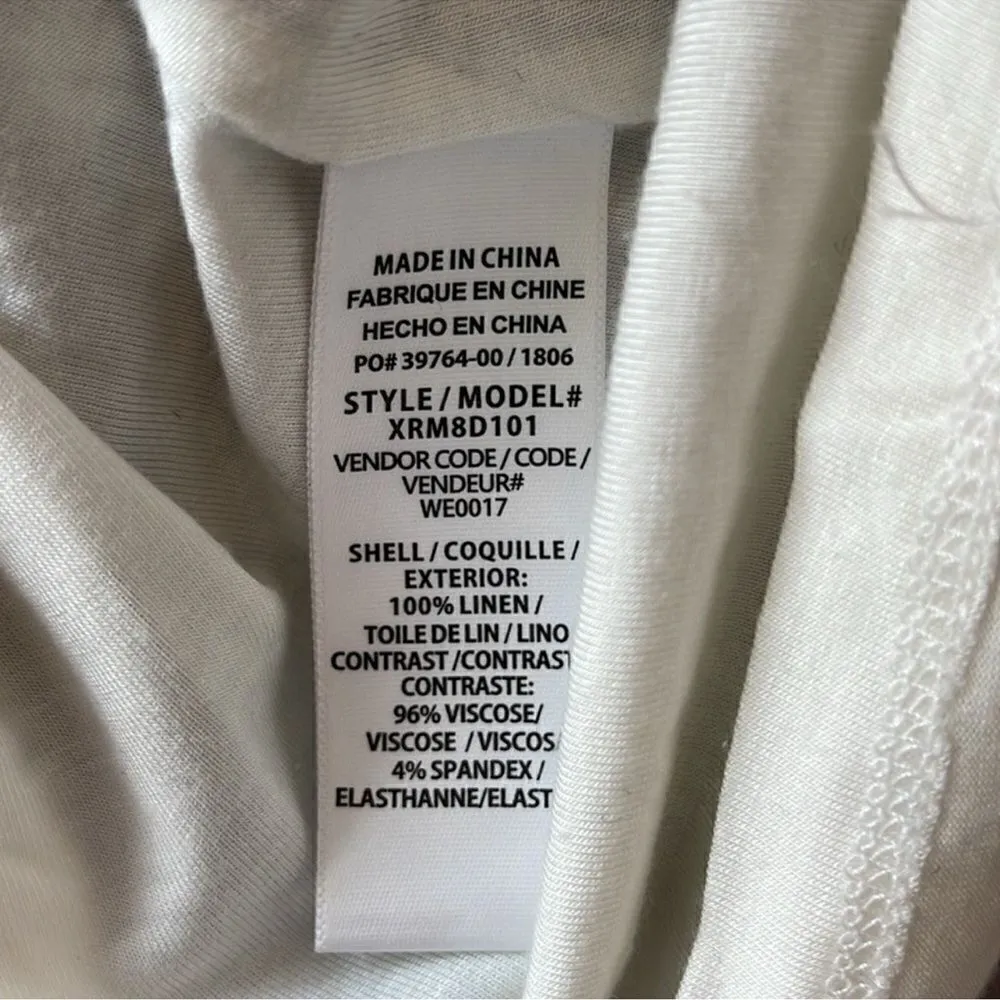 MADE IN CHINA
FABRIQUE EN CHINE
HECHO EN CHINA
PO# 39764-00 / 1806
STYLE / MODEL#
XRM8D101
VENDOR CODE / CODE /
VENDEUR#
WE0017
SHELL / COQUILLE /
EXTERIOR:
100% LINEN /
TOILE DE LIN / LINO
CONTRAST /CONTRAST
CONTRASTE:
96% VISCOSE/
VISCOSE / VISCOS
4% SPANDEX /
ELASTHANNE/ELAST